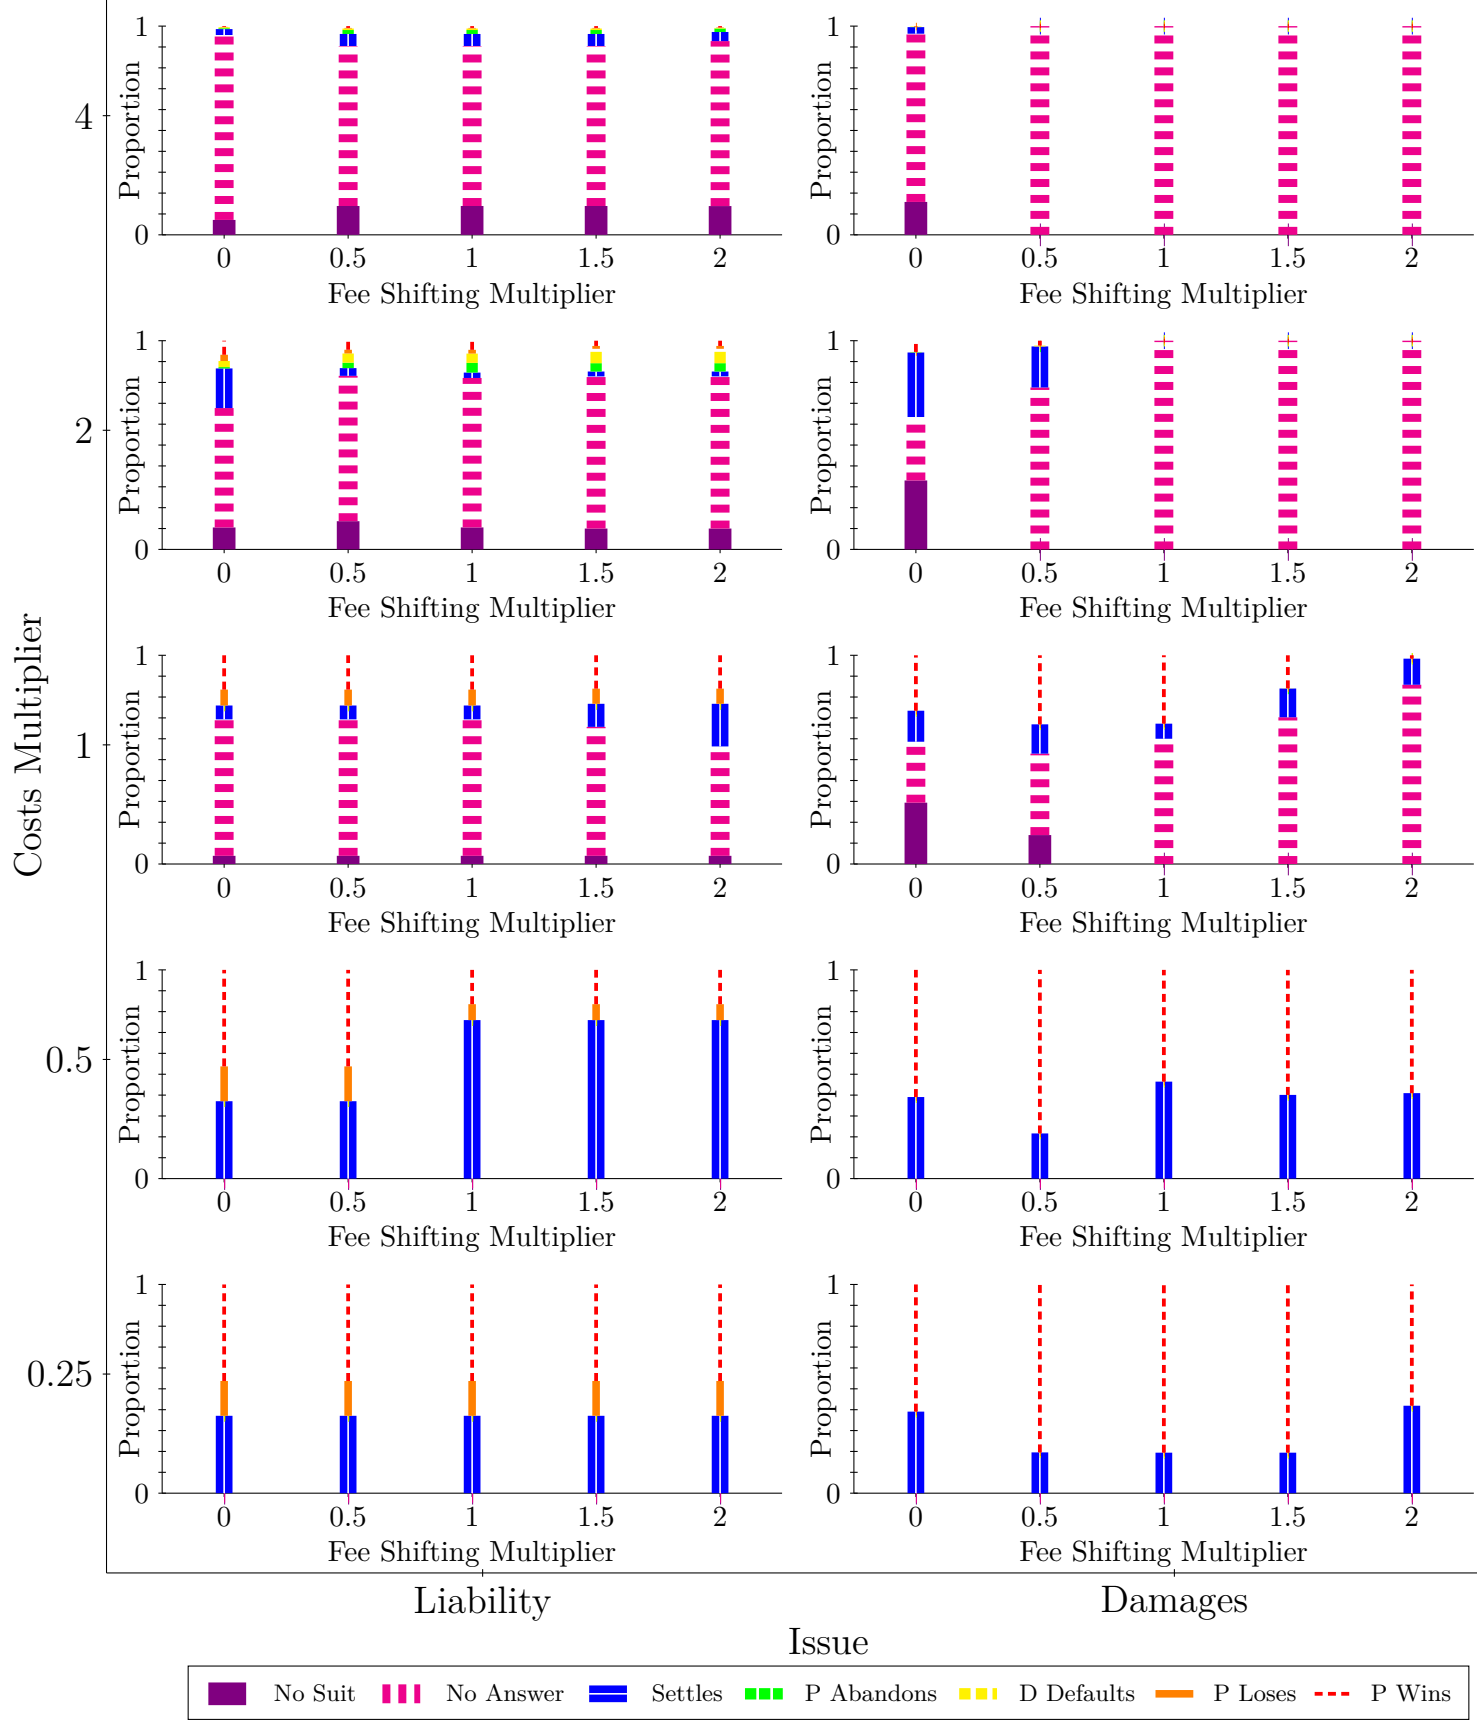 1
Proportion
0
0 0.5 1 1.5 2
Fee Shifting Multiplier
1
Proportion
0
0 0.5 1 1.5 2
Fee Shifting Multiplier
4
1
Proportion
0
0 0.5 1 1.5 2
Fee Shifting Multiplier
1
Proportion
0
0 0.5 1 1.5 2
Fee Shifting Multiplier
2
1
Proportion
0
0 0.5 1 1.5 2
Fee Shifting Multiplier
1
Proportion
0
0 0.5 1 1.5 2
Fee Shifting Multiplier
1
Costs Multiplier
1
Proportion
0
0 0.5 1 1.5 2
Fee Shifting Multiplier
1
Proportion
0
0 0.5 1 1.5 2
Fee Shifting Multiplier
0.5
1
Proportion
0
0 0.5 1 1.5 2
Fee Shifting Multiplier
1
Proportion
0
0 0.5 1 1.5 2
Fee Shifting Multiplier
0.25
Liability Damages
Issue
No Suit No Answer Settles P Abandons D Defaults P Loses P Wins